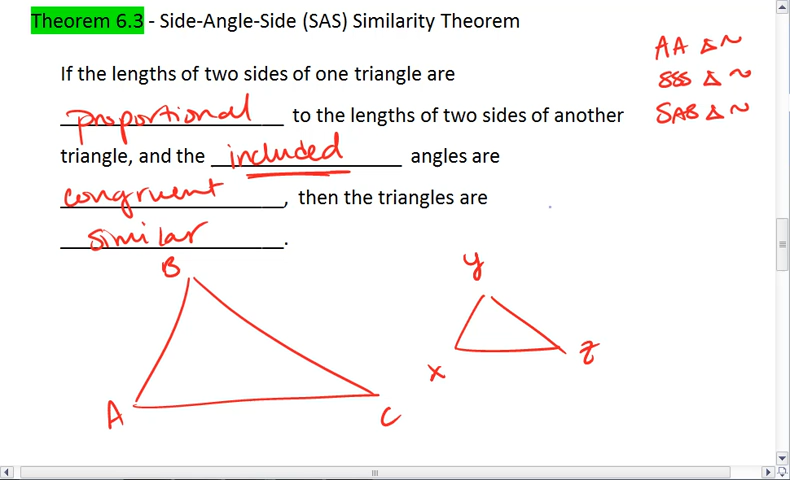 Theorem 6.3 - Side-Angle-Side (SAS) Similarity Theorem
AA △ ~
SSS △ ~
SAS △ ~
If the lengths of two sides of one triangle are
proportional to the lengths of two sides of another
triangle, and the included angles are
congruent, then the triangles are
similar.
B
A
C
Y
X
Z